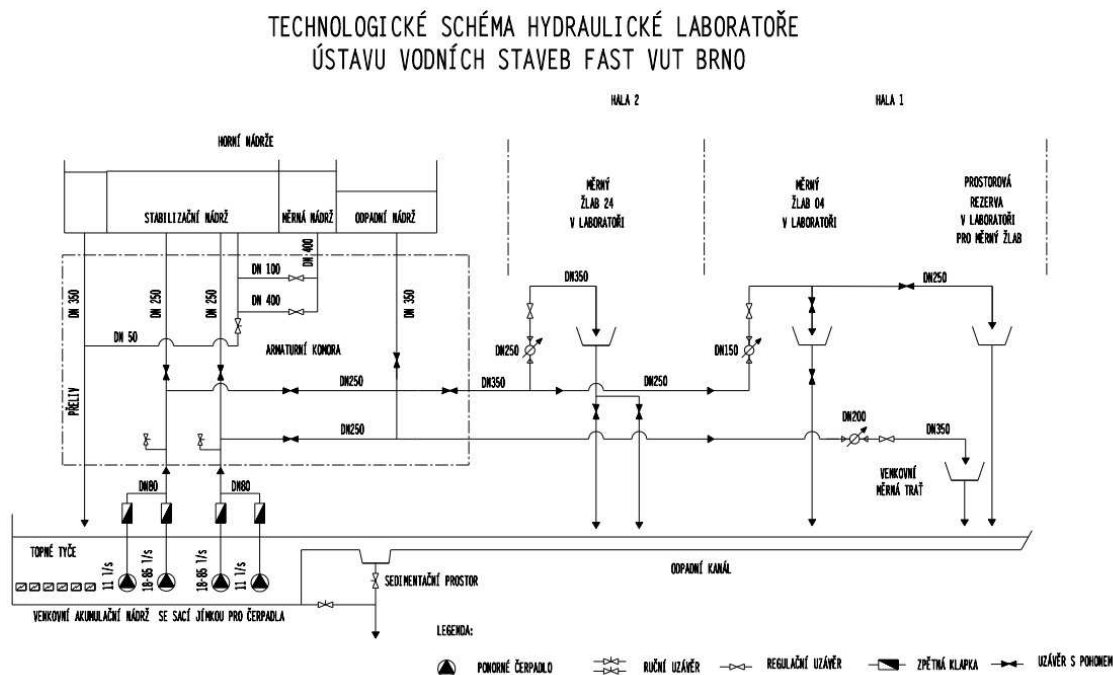 TECHNOLOGICKÉ SCHÉMA HYDRAULICKÉ LABORATOŘE
ÚSTAVU VODNÍCH STAVEB FAST VUT BRNO
HALA 2
HALA 1
HORNÍ NÁDRŽE
STABILIZAČNÍ NÁDRŽ
MĚRNÁ NÁDRŽ
ODPADNÍ NÁDRŽ
MĚRNÝ
ŽLAB 24
V LABORATOŘI
MĚRNÝ
ŽLAB 04
V LABORATOŘI
PROSTOROVÁ
REZERVA
V LABORATOŘI
PRO MĚRNÝ ŽLAB
DN 350
DN 250
DN 250
DN 100
DN 400
DN 400
DN 350
DN 50
ARMATURNÍ KOMORA
PŘELIV
DN350
DN250
DN250
DN150
DN250
DN350
DN250
DN250
DN200
DN350
VENKOVNÍ
MĚRNÁ TRAŤ
DN80
DN80
TOPNÉ TYČE
11 l/s
18-85 l/s
18-85 l/s
11 l/s
VENKOVNÍ AKUMULAČNÍ NÁDRŽ SE SACÍ JÍMKOU PRO ČERPADLA
SEDIMENTAČNÍ PROSTOR
ODPADNÍ KANÁL
LEGENDA:
PONORNÉ ČERPADLO
RUČNÍ UZÁVĚR
REGULAČNÍ UZÁVĚR
ZPĚTNÁ KLAPKA
UZÁVĚR S POHONEM